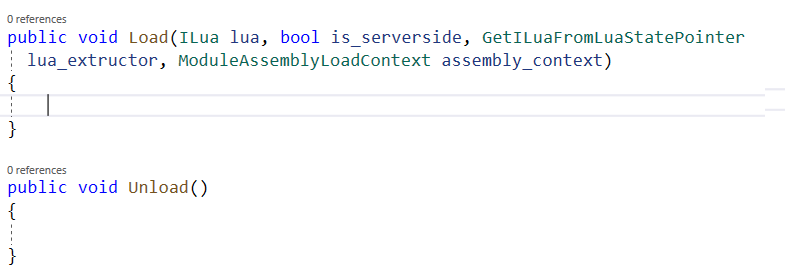 0 references
public void Load(ILua lua, bool is_serverside, GetILuaFromLuaStatePointer
lua_extructor, ModuleAssemblyLoadContext assembly_context)
{
}
0 references
public void Unload()
{
}